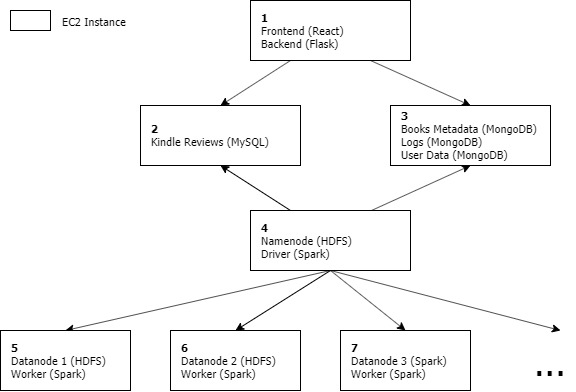 EC2 Instance
1
Frontend (React)
Backend (Flask)
2
Kindle Reviews (MySQL)
3
Books Metadata (MongoDB)
Logs (MongoDB)
User Data (MongoDB)
4
Namenode (HDFS)
Driver (Spark)
5
Datanode 1 (HDFS)
Worker (Spark)
6
Datanode 2 (HDFS)
Worker (Spark)
7
Datanode 3 (Spark)
Worker (Spark)
...